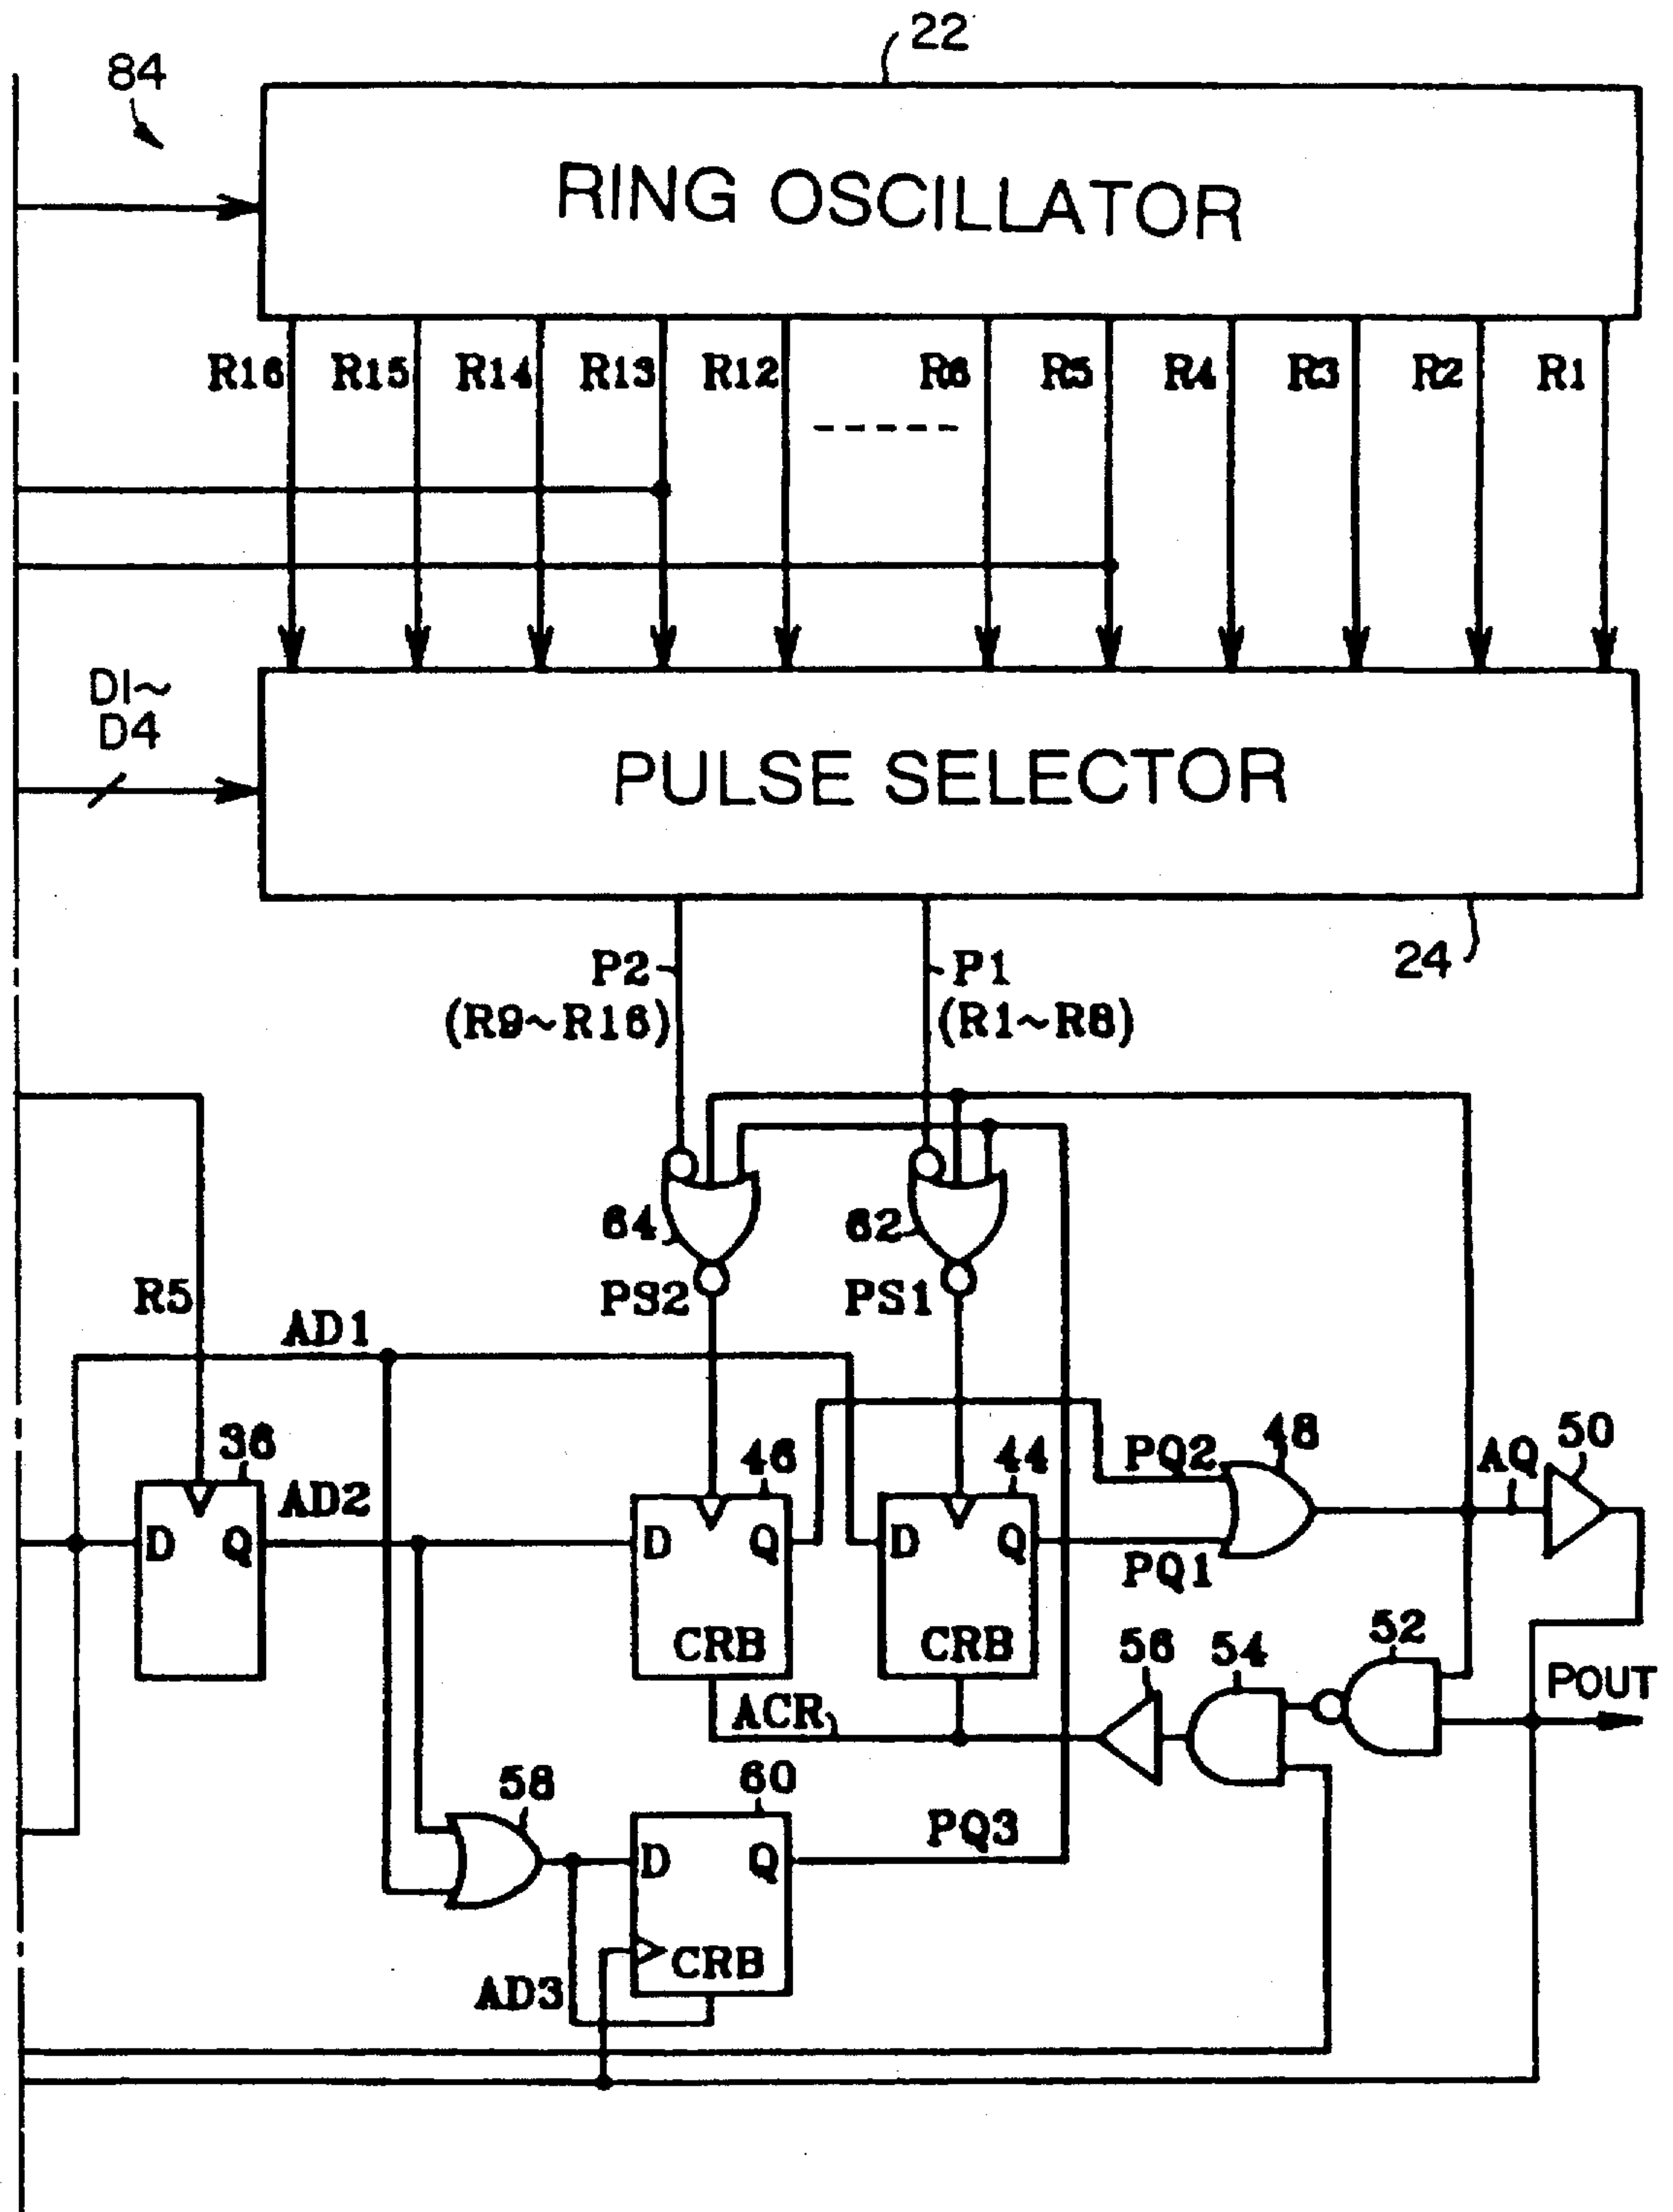 22
84
RING OSCILLATOR
R16 R15 R14 R13 R12 R6 R5 R4 R3 R2 R1
D1~
D4
PULSE SELECTOR
24
P2 P1
(R9~R16) (R1~R8)
64 62
R5 PS2 PS1
AD1
36 46 44 PQ2 48 AQ 50
AD2
D Q D Q D Q
PQ1
CRB CRB 56 54 52
ACR POUT
58 60
PQ3
D Q
CRB
AD3